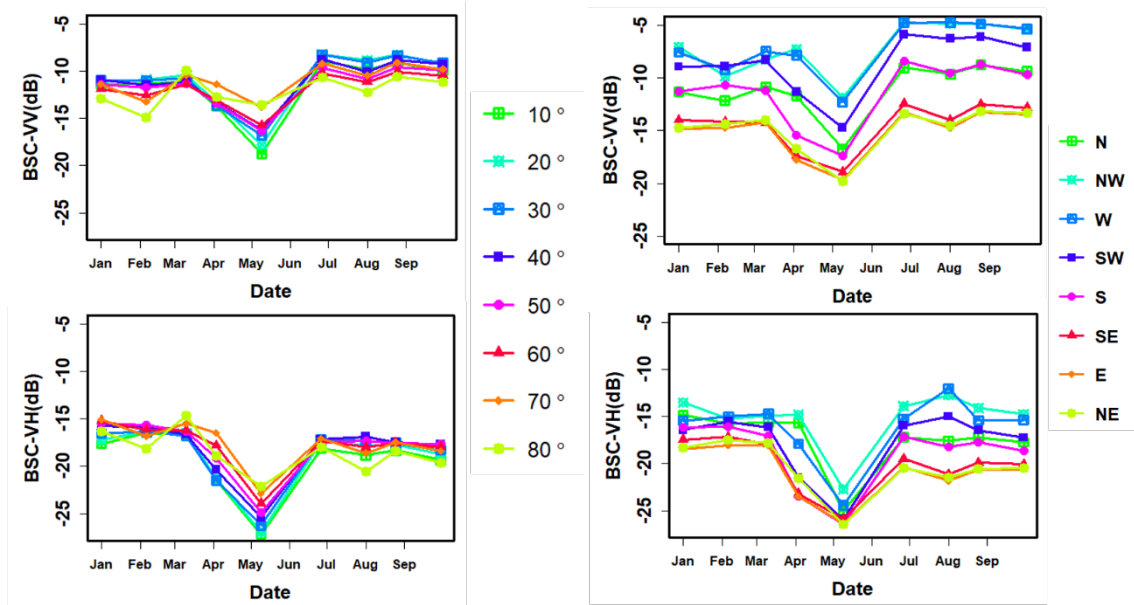 BSC-VV(dB)
-5
-10
-15
-20
-25
Jan Feb Mar Apr May Jun Jul Aug Sep
Date
BSC-VH(dB)
-5
-10
-15
-20
-25
Jan Feb Mar Apr May Jun Jul Aug Sep
Date
10 °
20 °
30 °
40 °
50 °
60 °
70 °
80 °
BSC-VV(dB)
-5
-10
-15
-20
-25
Jan Feb Mar Apr May Jun Jul Aug Sep
Date
BSC-VH(dB)
-5
-10
-15
-20
-25
Jan Feb Mar Apr May Jun Jul Aug Sep
Date
N
NW
W
SW
S
SE
E
NE